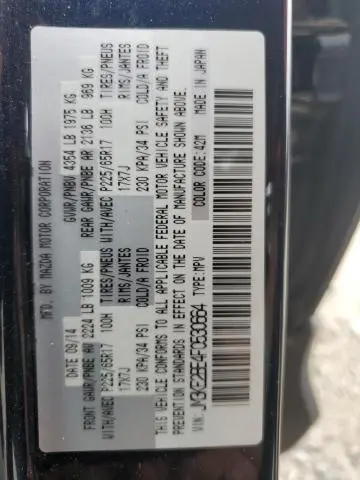 MFD. BY MAZDA MOTOR CORPORATION
DATE 09/14 GVWR/PNBV 4354 LB 1975 KG
FRONT GAWR/PNBE AV 2224 LB 1009 KG REAR GAWR/PNBE AR 2136 LB 969 KG
WITH/AVEC P225/65R17 100H TIRES/PNEUS WITH/AVEC P225/65R17 100H TIRES/PNEUS
17X7J RIMS/JANTES 17X7J RIMS/JANTES
230 KPA/34 PSI COLD/A FROID 230 KPA/34 PSI COLD/A FROID
THIS VEHICLE CONFORMS TO ALL APPLICABLE FEDERAL MOTOR VEHICLE SAFETY AND THEFT
PREVENTION STANDARDS IN EFFECT ON THE DATE OF MANUFACTURE SHOWN ABOVE.
COLOR CODE: 42M MADE IN JAPAN
VIN: TYPE: MPV